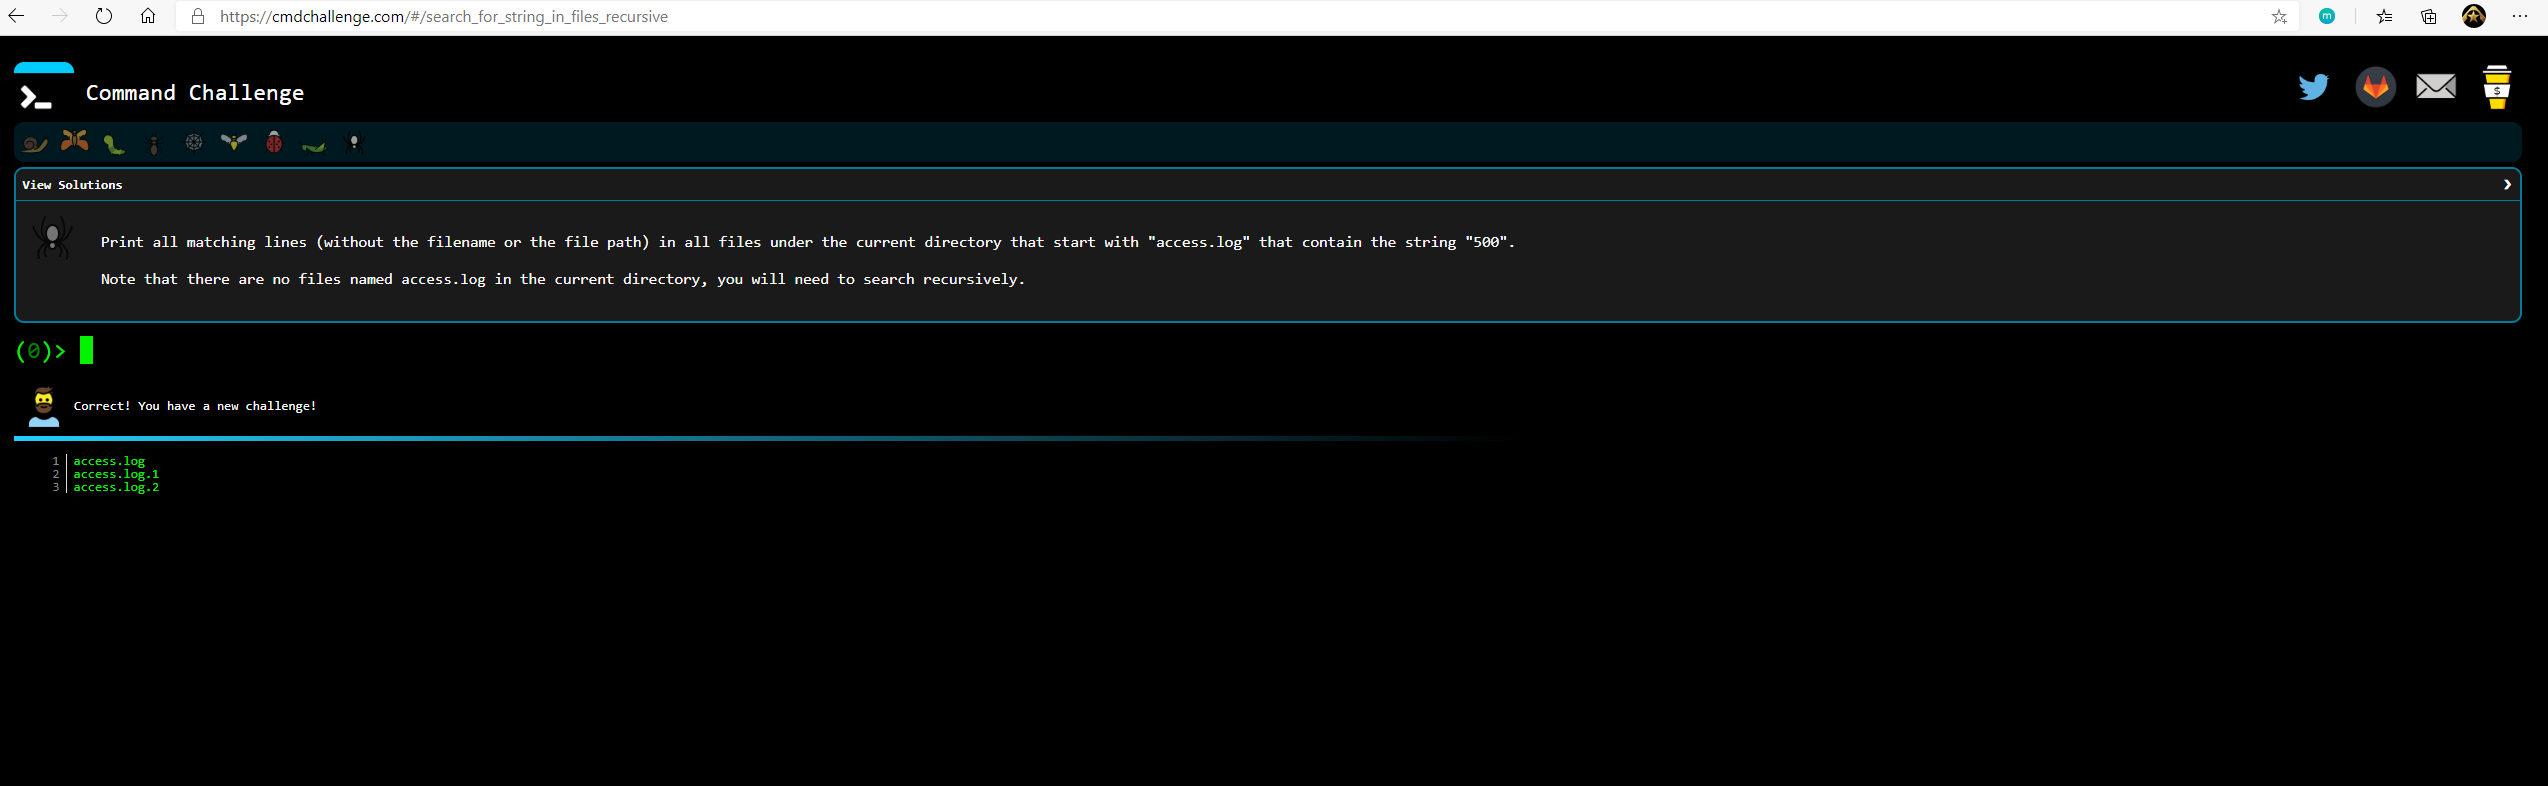 https://cmdchallenge.com/#/search_for_string_in_files_recursive
m
Command Challenge
$
View Solutions
Print all matching lines (without the filename or the file path) in all files under the current directory that start with "access.log" that contain the string "500".
Note that there are no files named access.log in the current directory, you will need to search recursively.
(0)>
Correct! You have a new challenge!
1 access.log
2 access.log.1
3 access.log.2